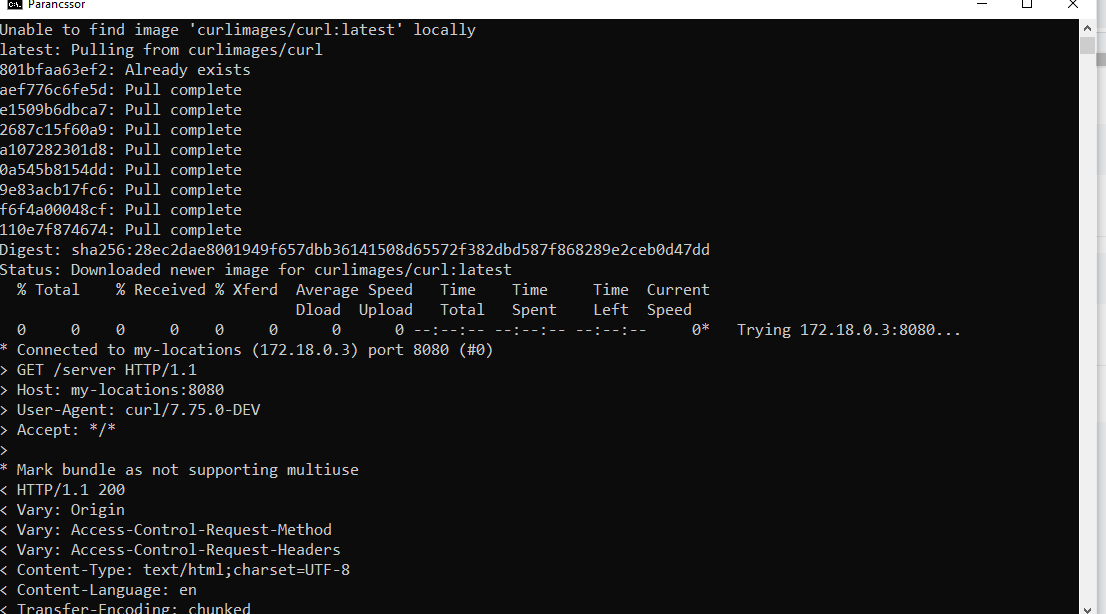 Parancssor
Unable to find image 'curlimages/curl:latest' locally
latest: Pulling from curlimages/curl
801bfaa63ef2: Already exists
aef776c6fe5d: Pull complete
e1509b6dbca7: Pull complete
2687c15f60a9: Pull complete
a107282301d8: Pull complete
0a545b8154dd: Pull complete
9e83acb17fc6: Pull complete
f6f4a00048cf: Pull complete
110e7f874674: Pull complete
Digest: sha256:28ec2dae8001949f657dbb36141508d65572f382dbd587f868289e2ceb0d47dd
Status: Downloaded newer image for curlimages/curl:latest
  % Total    % Received % Xferd  Average Speed   Time    Time     Time  Current
                                 Dload  Upload   Total   Spent    Left  Speed
  0     0    0     0    0     0      0      0 --:--:-- --:--:-- --:--:--     0*   Trying 172.18.0.3:8080...
* Connected to my-locations (172.18.0.3) port 8080 (#0)
> GET /server HTTP/1.1
> Host: my-locations:8080
> User-Agent: curl/7.75.0-DEV
> Accept: */*
>
* Mark bundle as not supporting multiuse
< HTTP/1.1 200
< Vary: Origin
< Vary: Access-Control-Request-Method
< Vary: Access-Control-Request-Headers
< Content-Type: text/html;charset=UTF-8
< Content-Language: en
< Transfer-Encoding: chunked